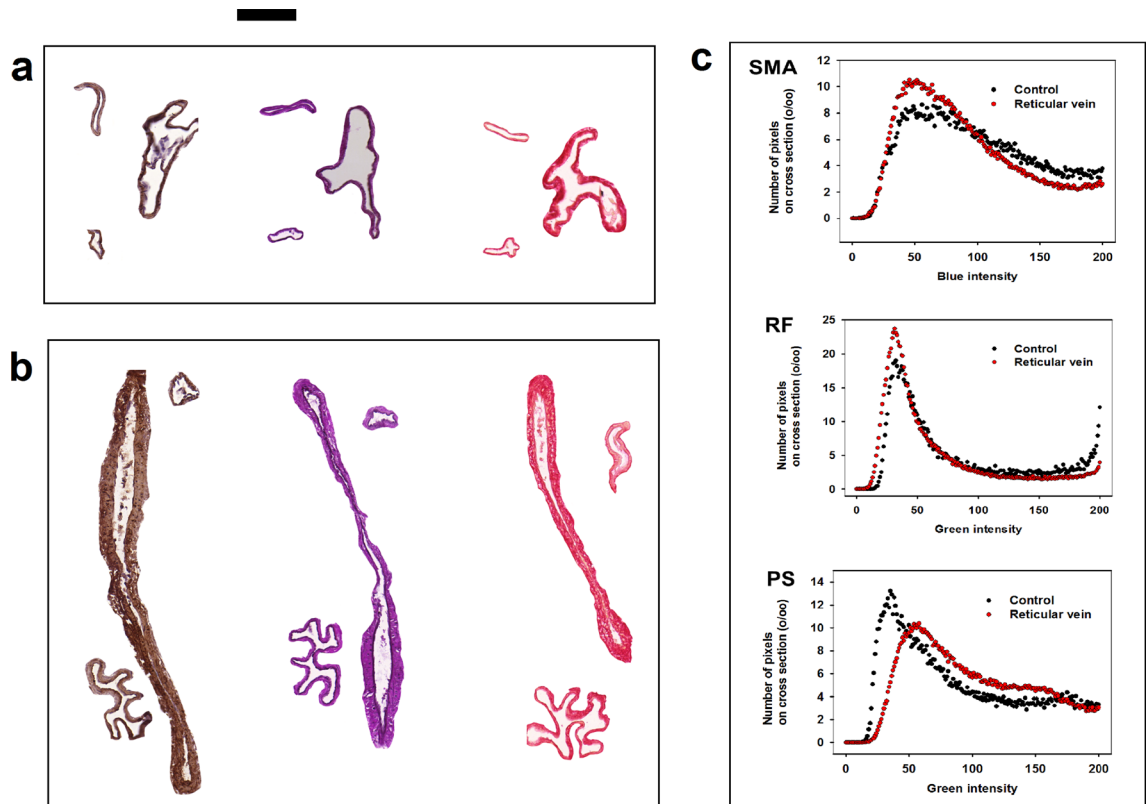 a
b
c
SMA
Number of pixels
on cross section (o/oo)
12
10
8
6
4
2
0
Control
Reticular vein
0 50 100 150 200
Blue intensity
RF
Number of pixels
on cross section (o/oo)
25
20
15
10
5
0
Control
Reticular vein
0 50 100 150 200
Green intensity
PS
Number of pixels
on cross section (o/oo)
14
12
10
8
6
4
2
0
Control
Reticular vein
0 50 100 150 200
Green intensity